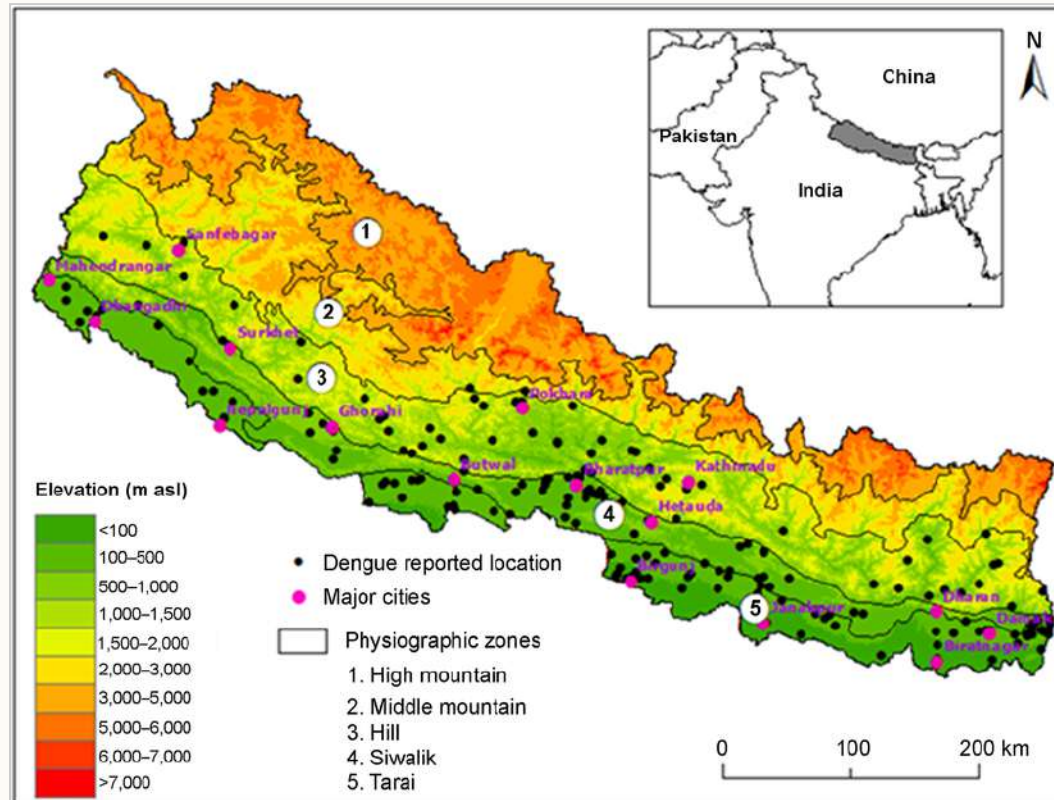 N
China
Pakistan
India
1
Sanfebagar
Mahendrangar
Dhangadhi
2
Surkhet
3
Pokhara
Nepalgunj
Ghorahi
Butwal
Bharatpur
Kathmadu
4
Hetauda
Birgunj
5
Janakpur
Dharan
Biratnagar
Elevation (m asl)
<100
100–500
500–1,000
1,000–1,500
1,500–2,000
2,000–3,000
3,000–5,000
5,000–6,000
6,000–7,000
>7,000
Dengue reported location
Major cities
Physiographic zones
1. High mountain
2. Middle mountain
3. Hill
4. Siwalik
5. Tarai
0 100 200 km